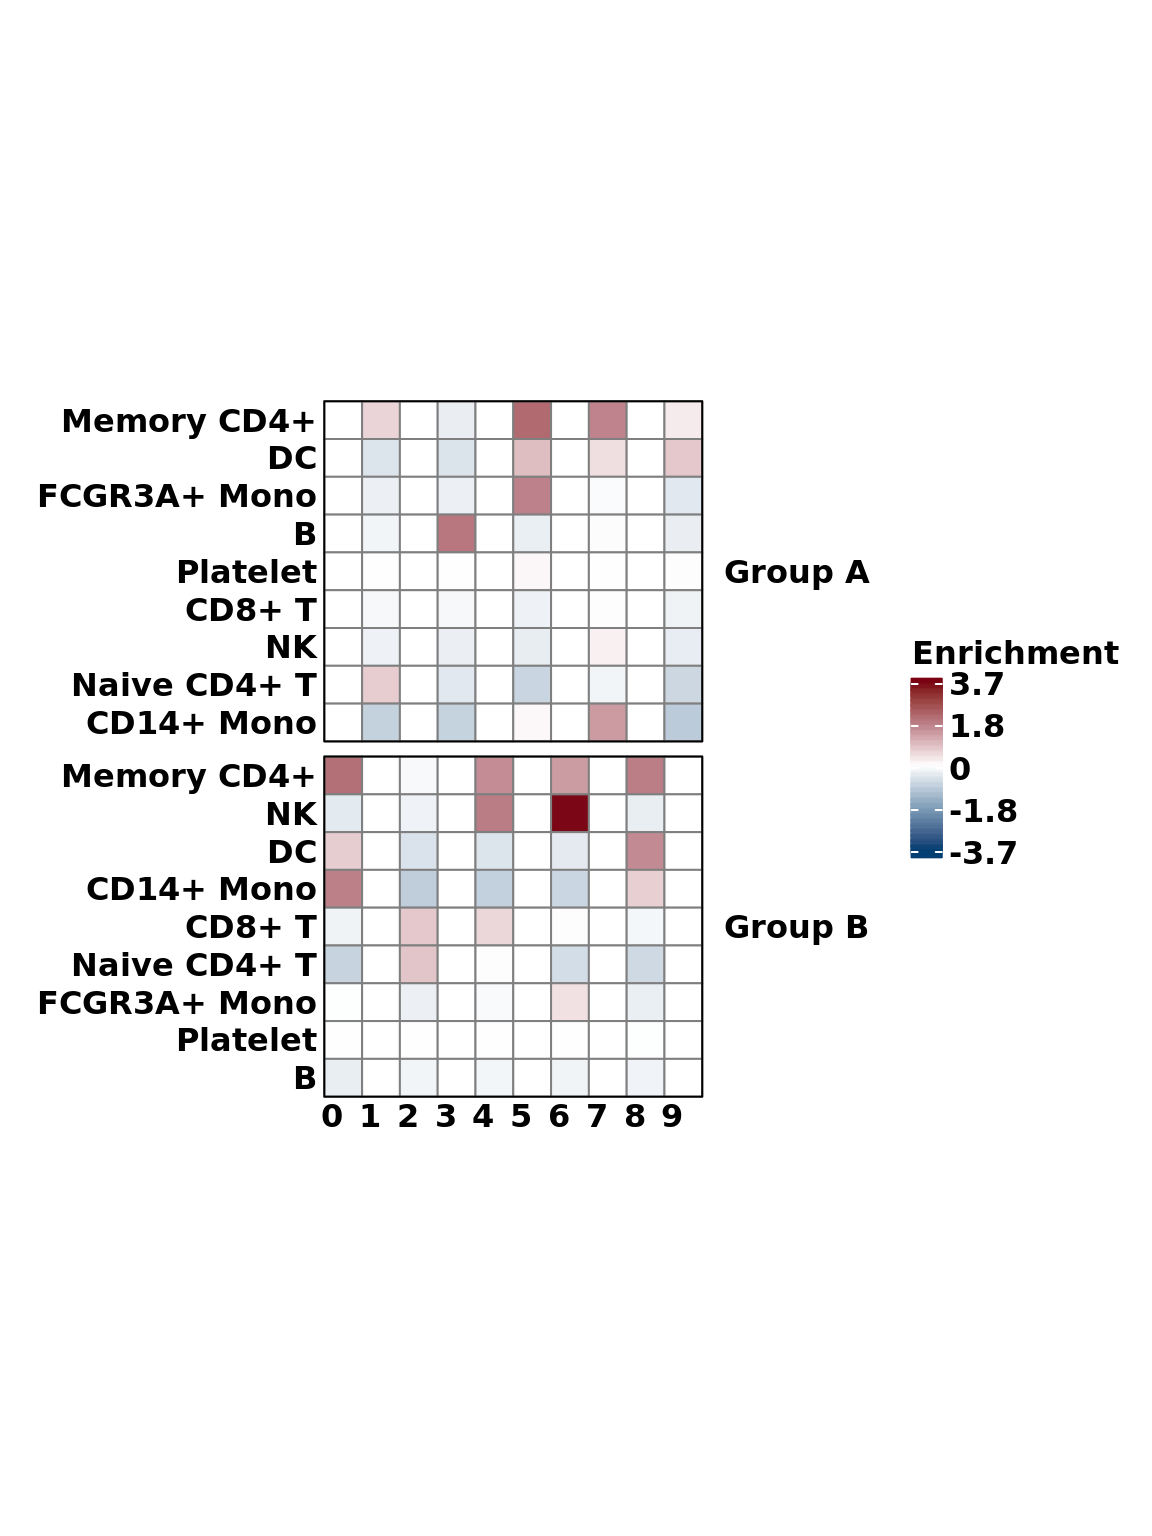 Memory CD4+
DC
FCGR3A+ Mono
B
Platelet
CD8+ T
NK
Naive CD4+ T
CD14+ Mono
Group A
Memory CD4+
NK
DC
CD14+ Mono
CD8+ T
Naive CD4+ T
FCGR3A+ Mono
Platelet
B
Group B
0 1 2 3 4 5 6 7 8 9
Enrichment
3.7
1.8
0
-1.8
-3.7